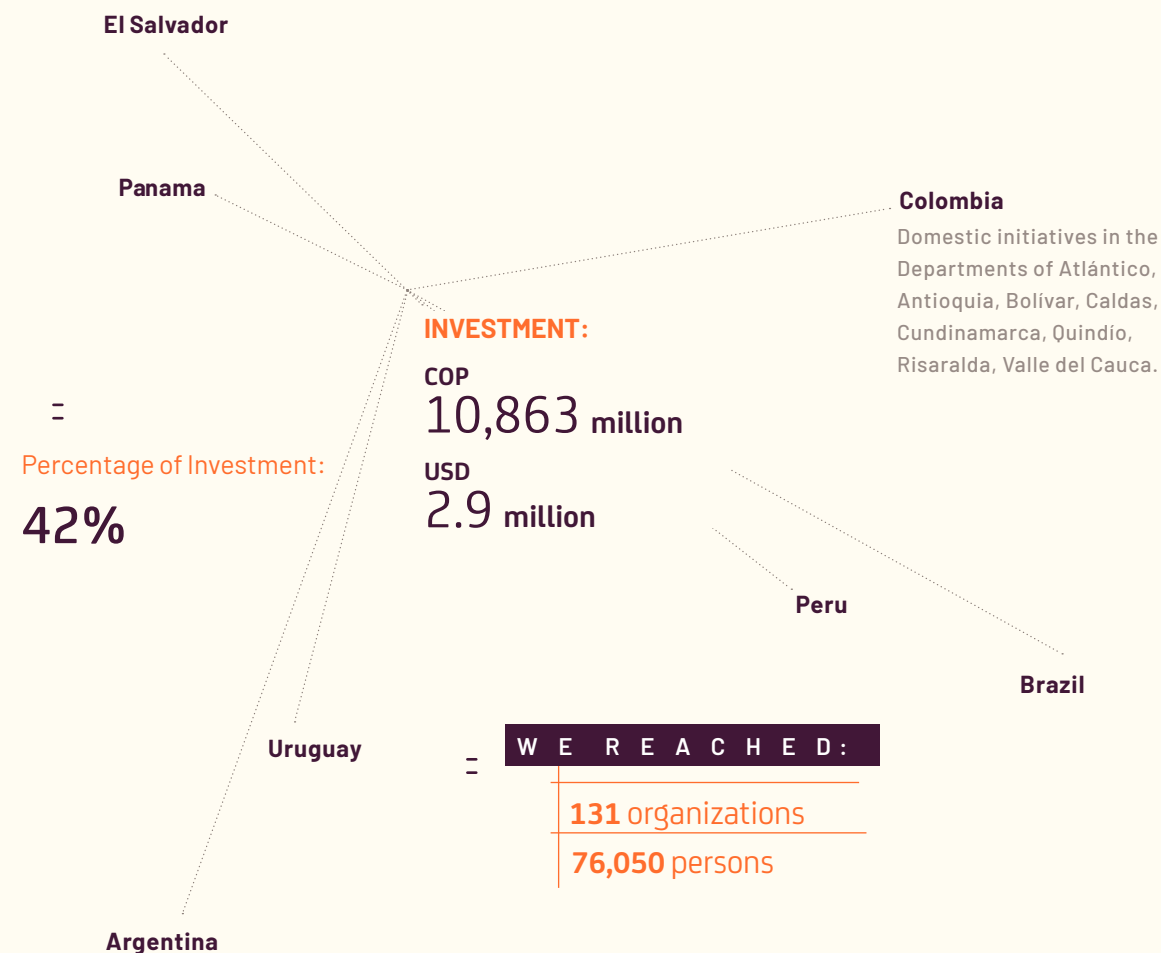 El Salvador
Panama
Colombia
Domestic initiatives in the
Departments of Atlántico,
Antioquia, Bolívar, Caldas,
Cundinamarca, Quindío,
Risaralda, Valle del Cauca.
INVESTMENT:
COP
10,863 million
USD
2.9 million
=
Percentage of Investment:
42%
Peru
Brazil
Uruguay
=
WE REACHED:
131 organizations
76,050 persons
Argentina